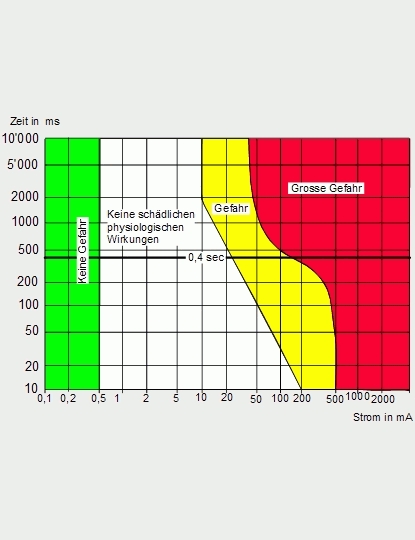 Zeit in ms
10'000
5'000
2000
1000
500
200
100
50
20
10
Keine Gefahr
Keine schädlichen
physiologischen
Wirkungen
Gefahr
Grosse Gefahr
0,4 sec
0,1 0,2 0,5 1 2 5 10 20 50 100 200 500 1000 2000
Strom in mA